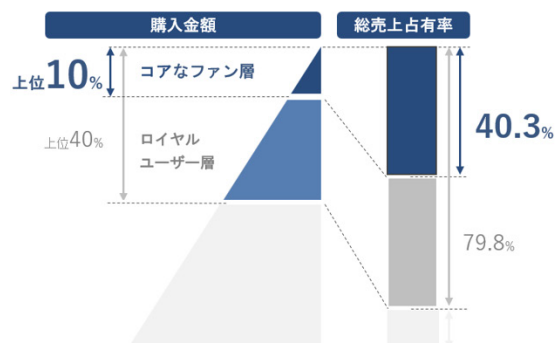 購入金額
総売上占有率
上位10%
コアなファン層
40.3%
上位40%
ロイヤル
ユーザー層
79.8%